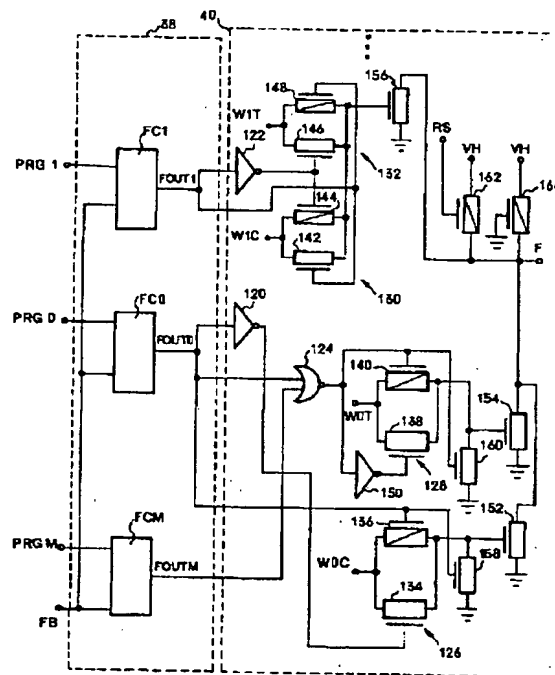 38
40
156
148
W1T
122
146
132
RS
VH
VH
162
FC1
PRG 1
FOUT1
144
W1C
142
F
130
FC0
PRG 0
120
FOUT0
124
140
W0T
138
154
160
150
128
FCM
136
152
PRG M
FOUTM
W0C
158
134
FB
126